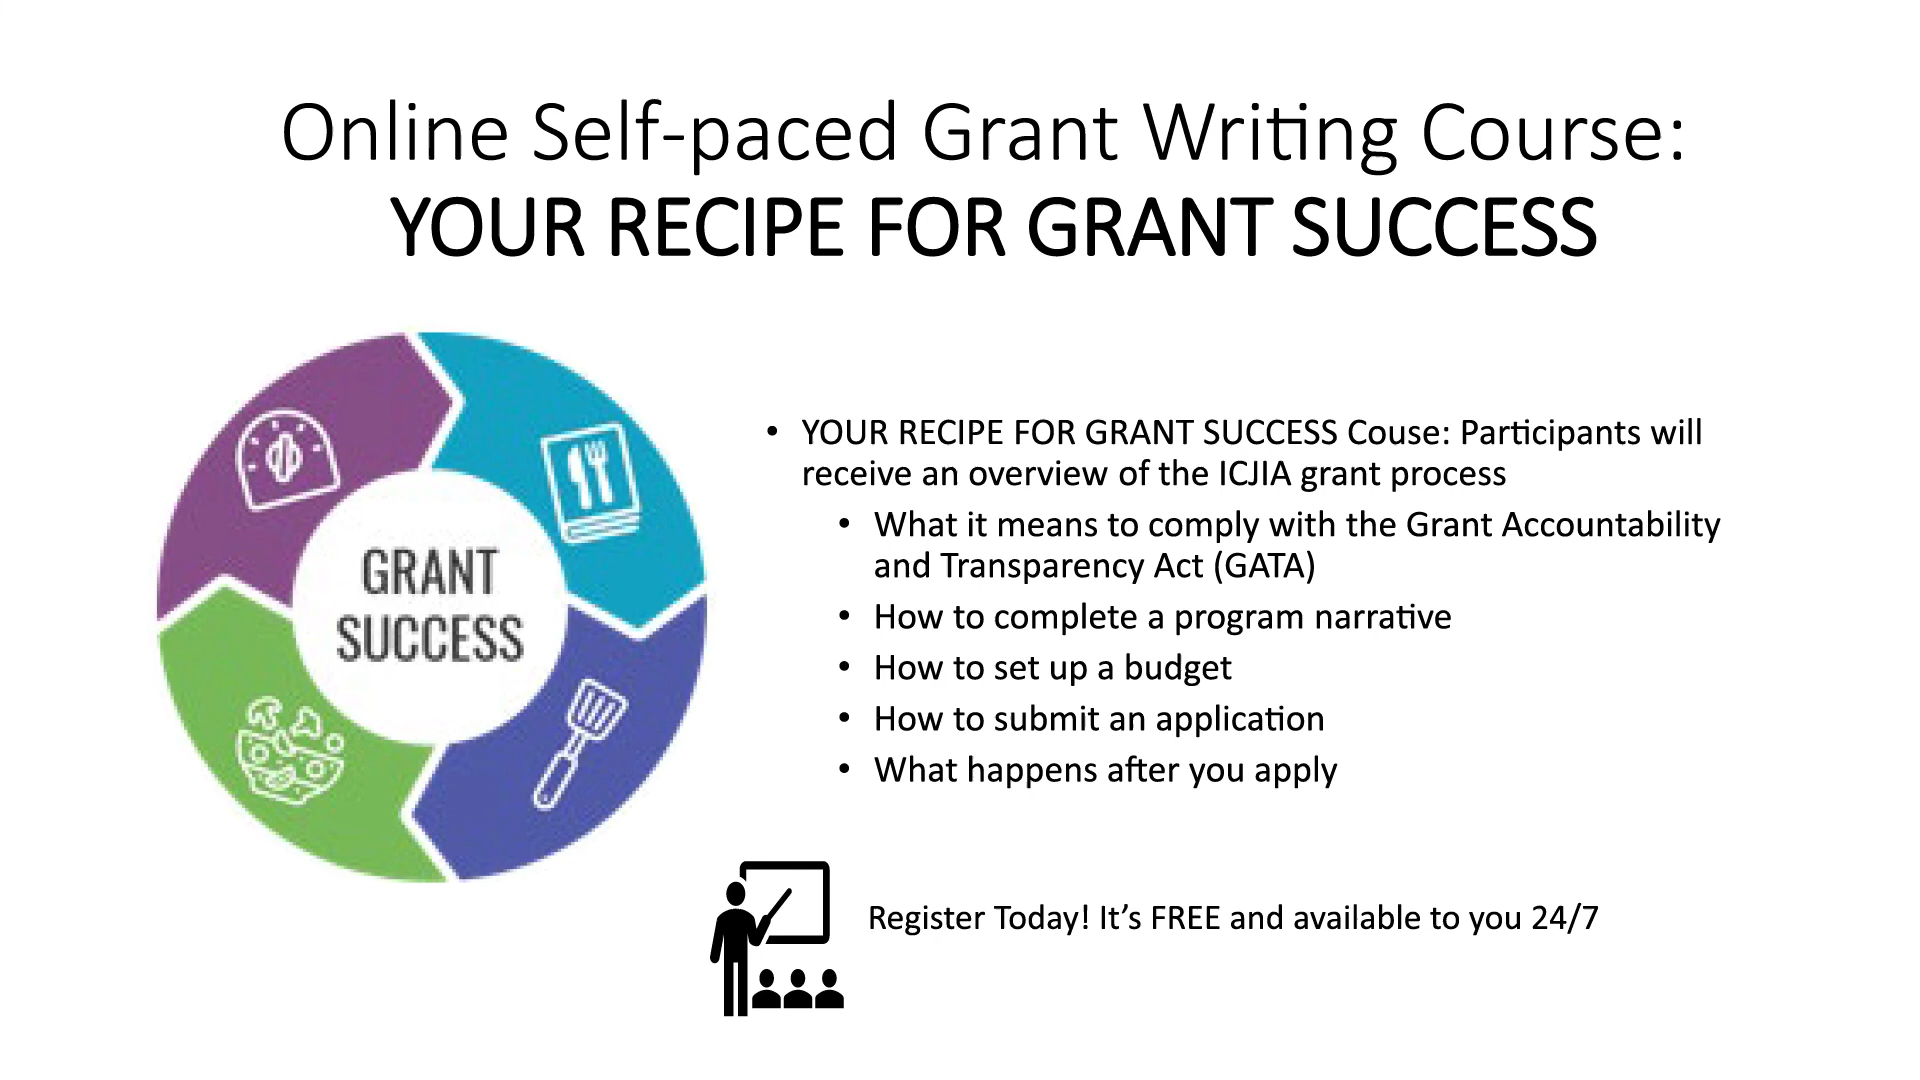 Online Self-paced Grant Writing Course:
YOUR RECIPE FOR GRANT SUCCESS
GRANT
SUCCESS
• YOUR RECIPE FOR GRANT SUCCESS Couse: Participants will
receive an overview of the ICJIA grant process
• What it means to comply with the Grant Accountability
and Transparency Act (GATA)
• How to complete a program narrative
• How to set up a budget
• How to submit an application
• What happens after you apply
Register Today! It’s FREE and available to you 24/7